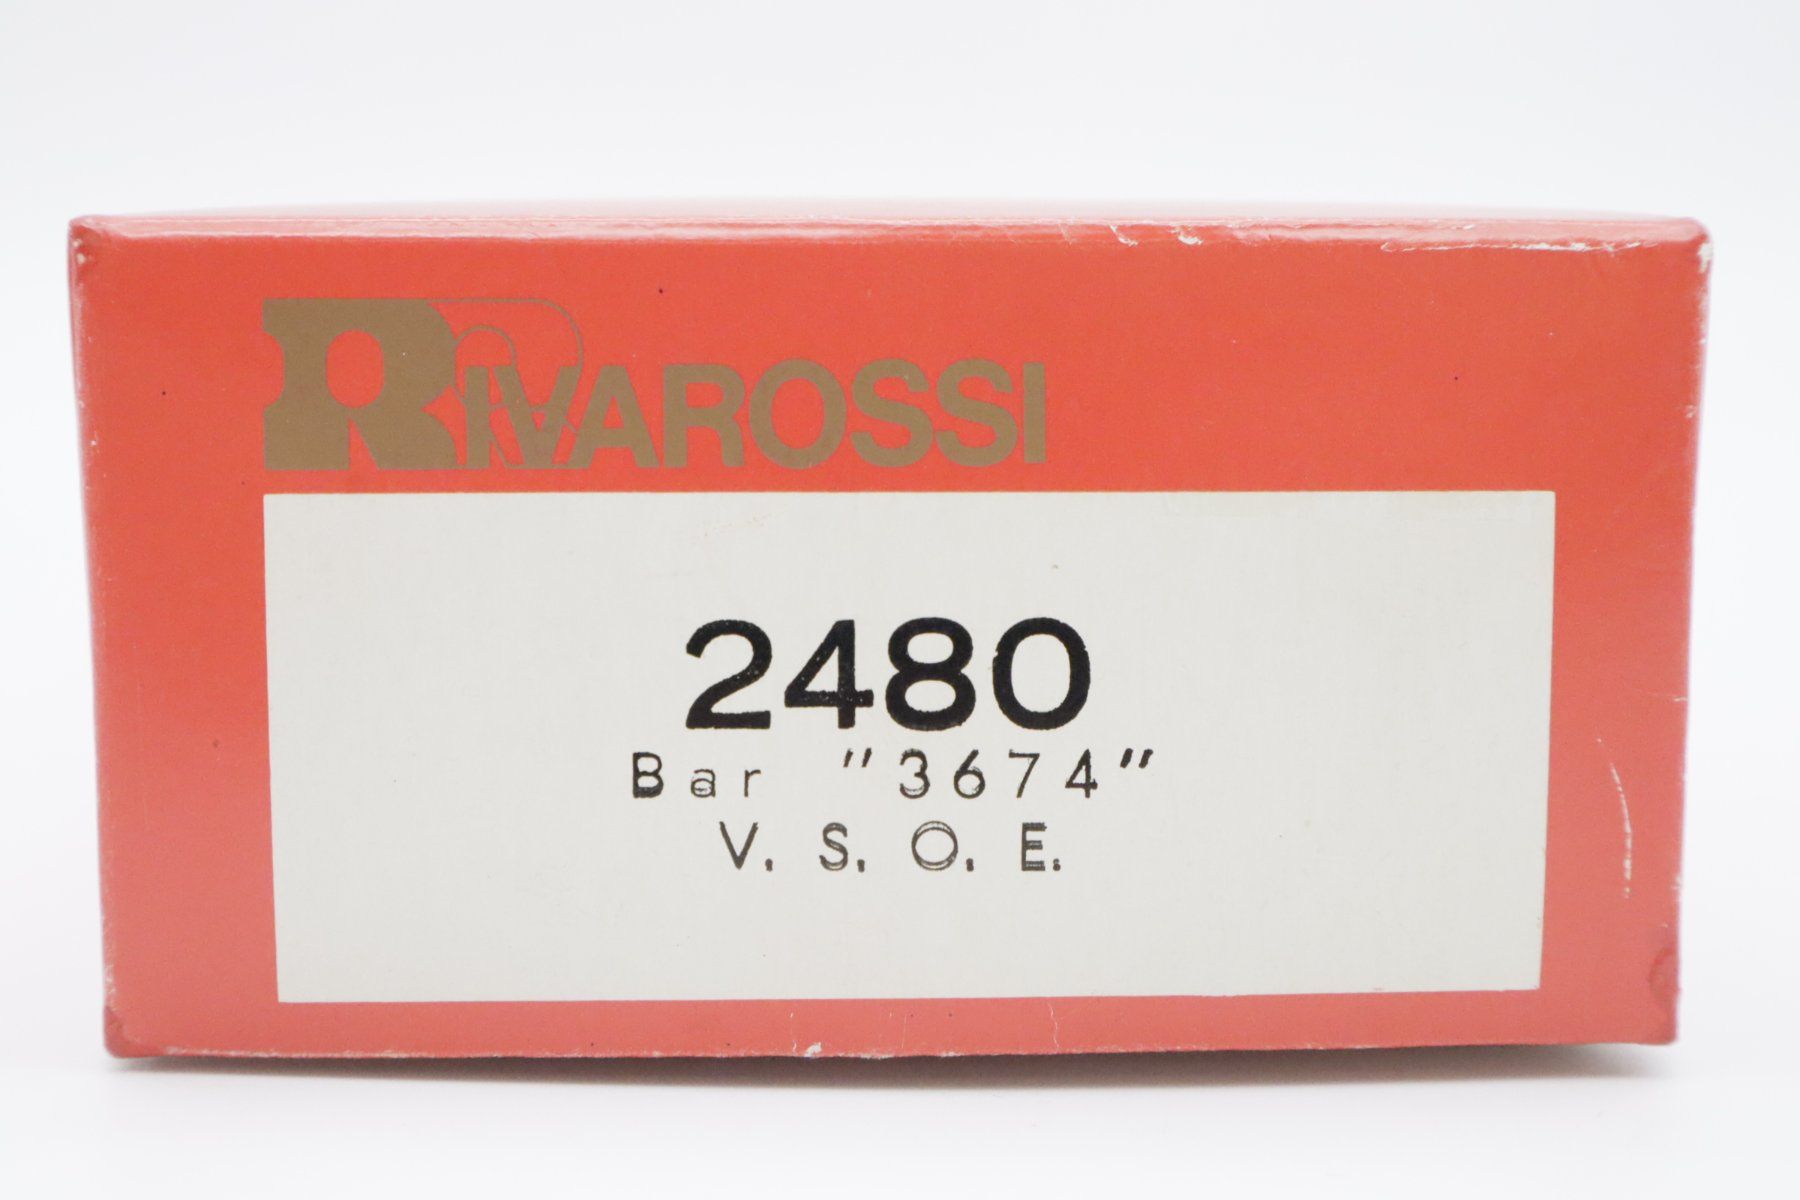 RIVAROSSI
2480
Bar "3674"
V. S. O. E.